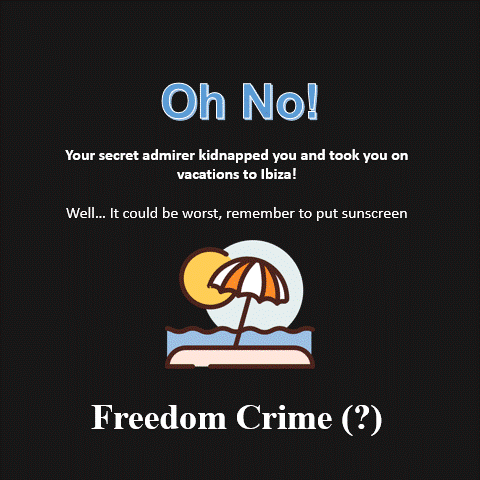 Oh No!
Your secret admirer kidnapped you and took you on
vacations to Ibiza!
Well... It could be worst, remember to put sunscreen
Freedom Crime (?)